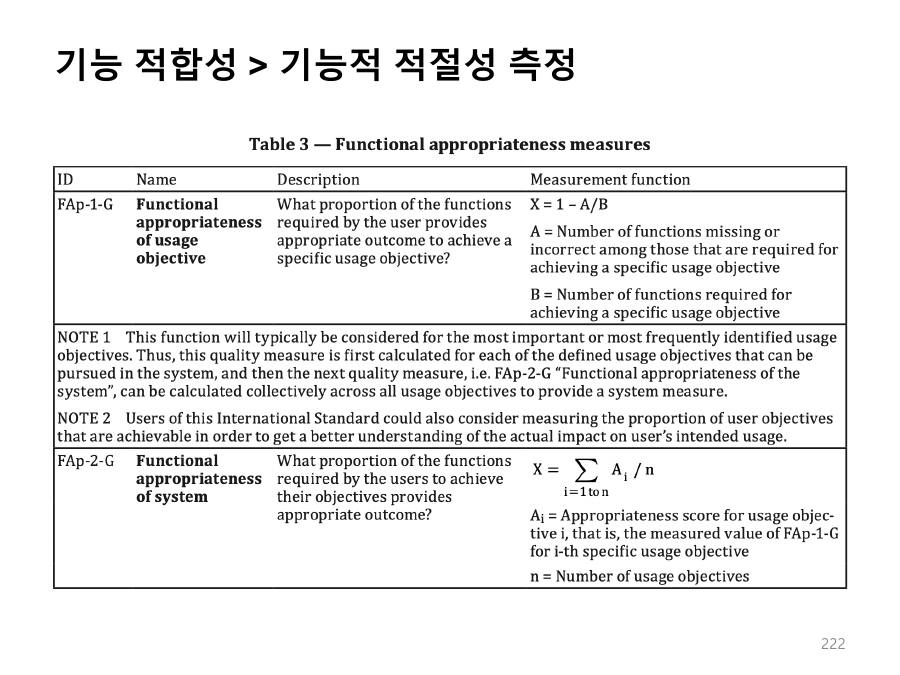 기능 적합성 > 기능적 적절성 측정
Table 3 — Functional appropriateness measures
ID Name Description Measurement function
FAp-1-G Functional appropriateness of usage objective
What proportion of the functions
required by the user provides
appropriate outcome to achieve a
specific usage objective?
X = 1 – A/B
A = Number of functions missing or
incorrect among those that are required for
achieving a specific usage objective
B = Number of functions required for
achieving a specific usage objective
NOTE 1 This function will typically be considered for the most important or most frequently identified usage
objectives. Thus, this quality measure is first calculated for each of the defined usage objectives that can be
pursued in the system, and then the next quality measure, i.e. FAp-2-G “Functional appropriateness of the
system”, can be calculated collectively across all usage objectives to provide a system measure.
NOTE 2 Users of this International Standard could also consider measuring the proportion of user objectives
that are achievable in order to get a better understanding of the actual impact on user’s intended usage.
FAp-2-G Functional appropriateness of system
What proportion of the functions
required by the users to achieve
their objectives provides
appropriate outcome?
X = ∑ A i / n
i=1 to n
Ai = Appropriateness score for usage objec-
tive i, that is, the measured value of FAp-1-G
for i-th specific usage objective
n = Number of usage objectives
222